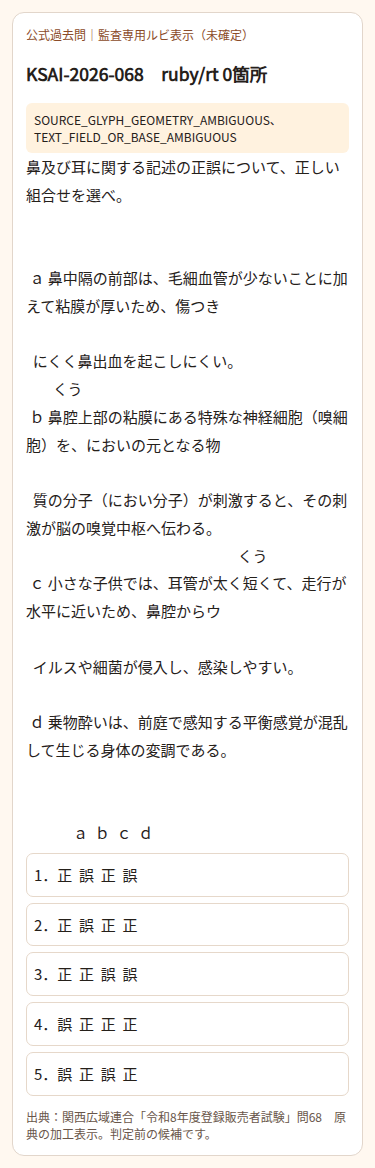 公式過去問｜監査専用ルビ表示（未確定）
KSAI-2026-068　ruby/rt 0箇所
SOURCE_GLYPH_GEOMETRY_AMBIGUOUS、
TEXT_FIELD_OR_BASE_AMBIGUOUS
鼻及び耳に関する記述の正誤について、正しい
組合せを選べ。
ａ 鼻中隔の前部は、毛細血管が少ないことに加
えて粘膜が厚いため、傷つき
にくく鼻出血を起こしにくい。
くう
ｂ 鼻腔上部の粘膜にある特殊な神経細胞（嗅細
胞）を、においの元となる物
質の分子（におい分子）が刺激すると、その刺
激が脳の嗅覚中枢へ伝わる。
くう
ｃ 小さな子供では、耳管が太く短くて、走行が
水平に近いため、鼻腔からウ
イルスや細菌が侵入し、感染しやすい。
ｄ 乗物酔いは、前庭で感知する平衡感覚が混乱
して生じる身体の変調である。
ａ ｂ ｃ ｄ
1．正 誤 正 誤
2．正 誤 正 正
3．正 正 誤 誤
4．誤 正 正 正
5．誤 正 誤 正
出典：関西広域連合「令和8年度登録販売者試験」問68　原
典の加工表示。判定前の候補です。